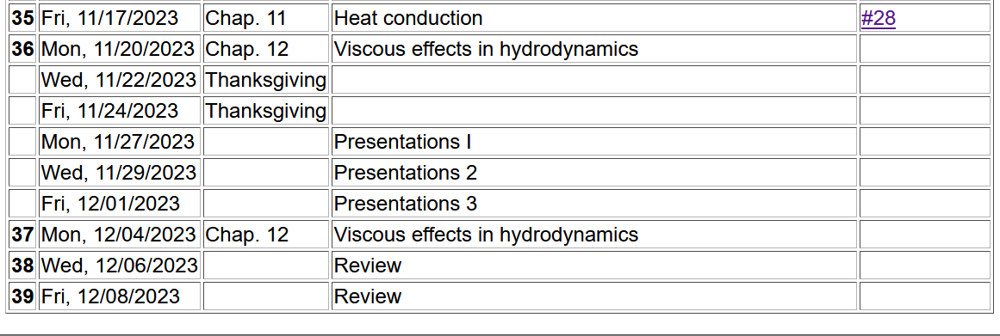 35 Fri, 11/17/2023 Chap. 11 Heat conduction #28
36 Mon, 11/20/2023 Chap. 12 Viscous effects in hydrodynamics
Wed, 11/22/2023 Thanksgiving
Fri, 11/24/2023 Thanksgiving
Mon, 11/27/2023 Presentations I
Wed, 11/29/2023 Presentations 2
Fri, 12/01/2023 Presentations 3
37 Mon, 12/04/2023 Chap. 12 Viscous effects in hydrodynamics
38 Wed, 12/06/2023 Review
39 Fri, 12/08/2023 Review